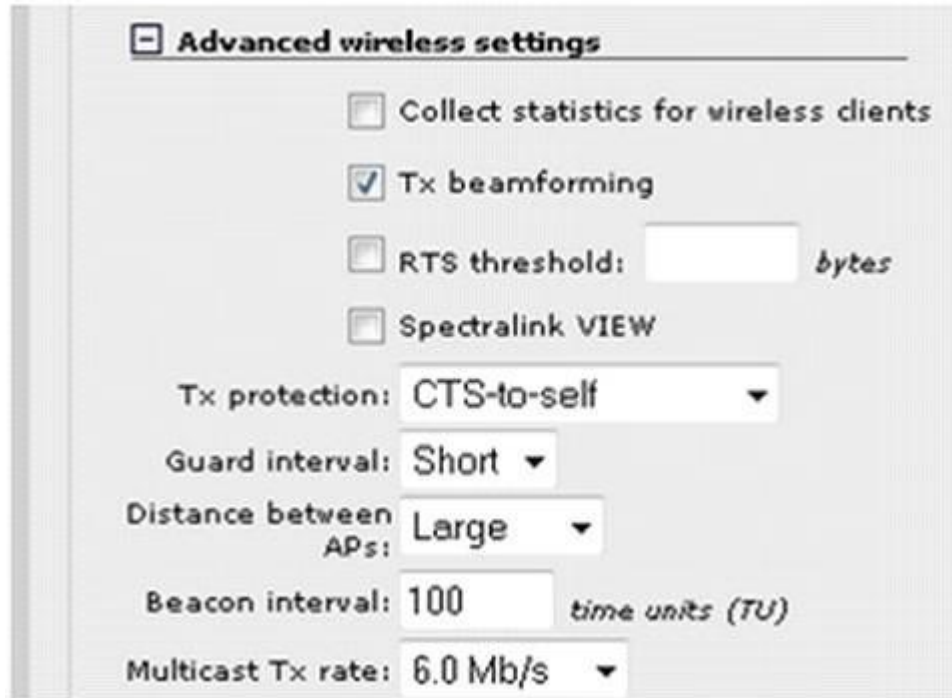 Advanced wireless settings
Collect statistics for wireless clients
Tx beamforming
RTS threshold: bytes
Spectralink VIEW
Tx protection: CTS-to-self
Guard interval: Short
Distance between
APs: Large
Beacon interval: 100 time units (TU)
Multicast Tx rate: 6.0 Mb/s